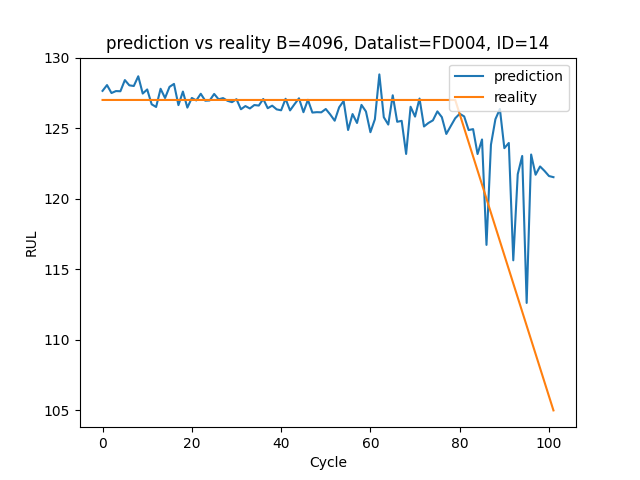 prediction vs reality B=4096, Datalist=FD004, ID=14
prediction
reality
130
125
120
115
110
105
RUL
0
20
40
60
80
100
Cycle